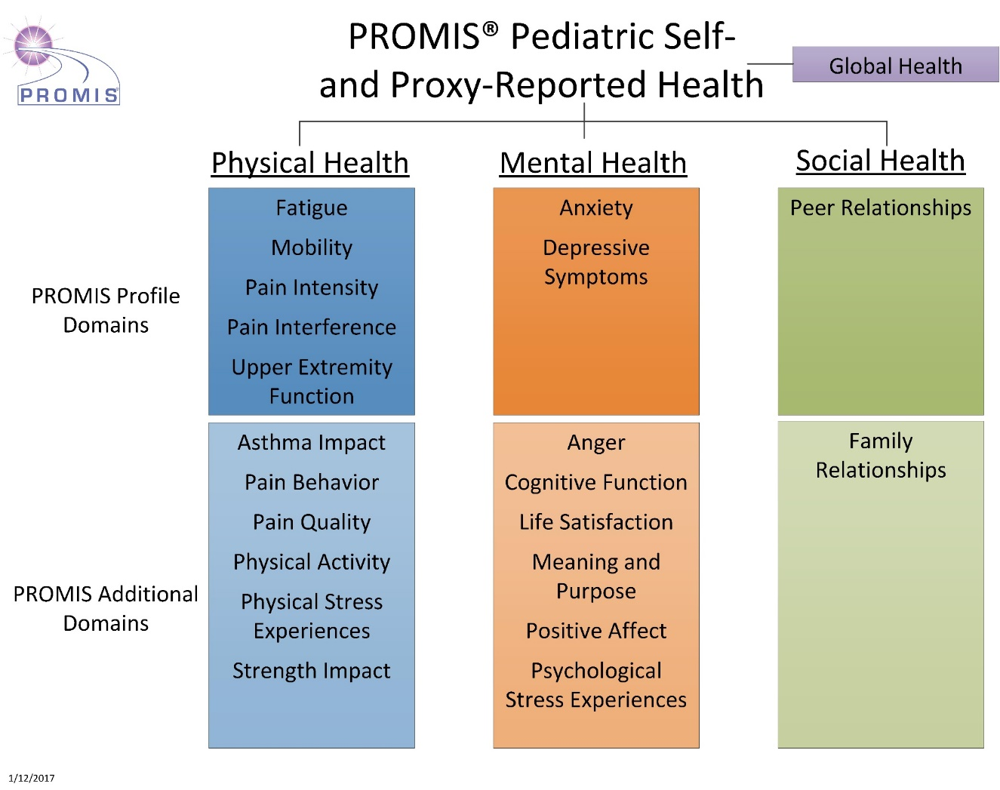 PROMIS® Pediatric Self-
and Proxy-Reported Health
Global Health
PROMIS®
Physical Health
Mental Health
Social Health
PROMIS Profile
Domains
Fatigue
Mobility
Pain Intensity
Pain Interference
Upper Extremity
Function
Anxiety
Depressive
Symptoms
Peer Relationships
PROMIS Additional
Domains
Asthma Impact
Pain Behavior
Pain Quality
Physical Activity
Physical Stress
Experiences
Strength Impact
Anger
Cognitive Function
Life Satisfaction
Meaning and
Purpose
Positive Affect
Psychological
Stress Experiences
Family
Relationships
1/12/2017